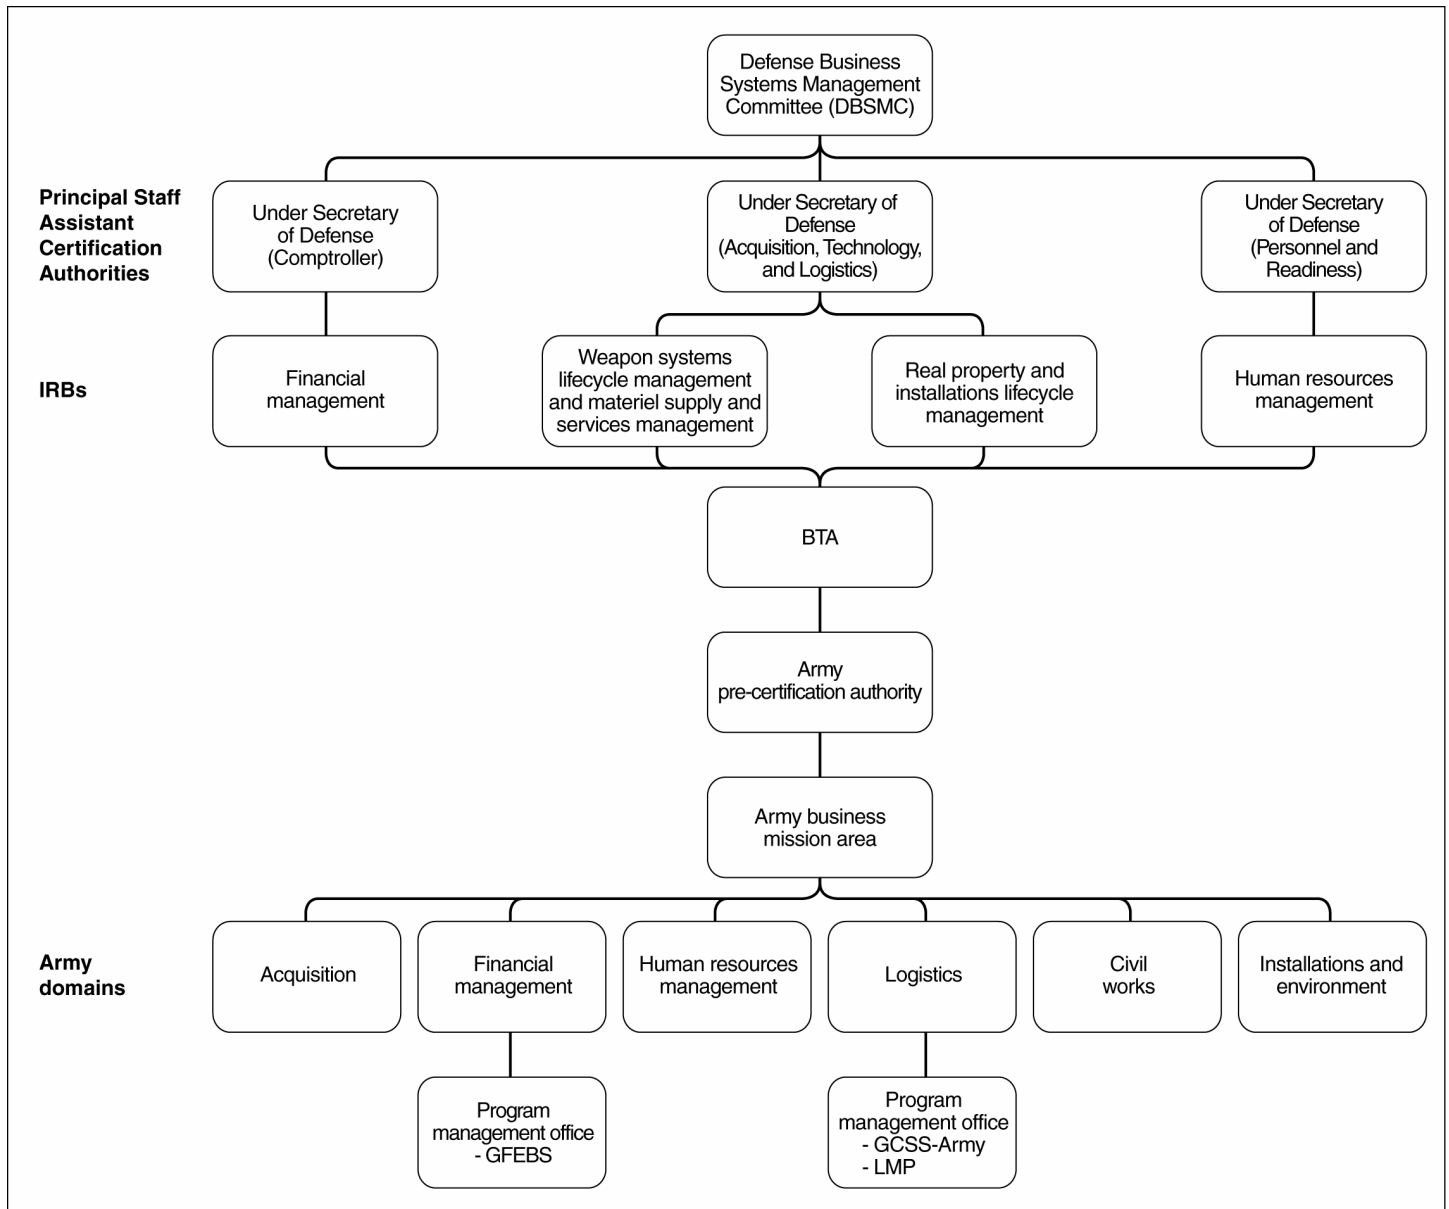 Defense Business
Systems Management
Committee (DBSMC)
Principal Staff
Assistant
Certification
Authorities
Under Secretary
of Defense
(Comptroller)
Under Secretary of
Defense
(Acquisition, Technology,
and Logistics)
Under Secretary
of Defense
(Personnel and
Readiness)
IRBs
Financial
management
Weapon systems
lifecycle management
and materiel supply and
services management
Real property and
installations lifecycle
management
Human resources
management
BTA
Army
pre-certification authority
Army business
mission area
Army
domains
Acquisition
Financial
management
Human resources
management
Logistics
Civil
works
Installations and
environment
Program
management office
- GFEBS
Program
management office
- GCSS-Army
- LMP